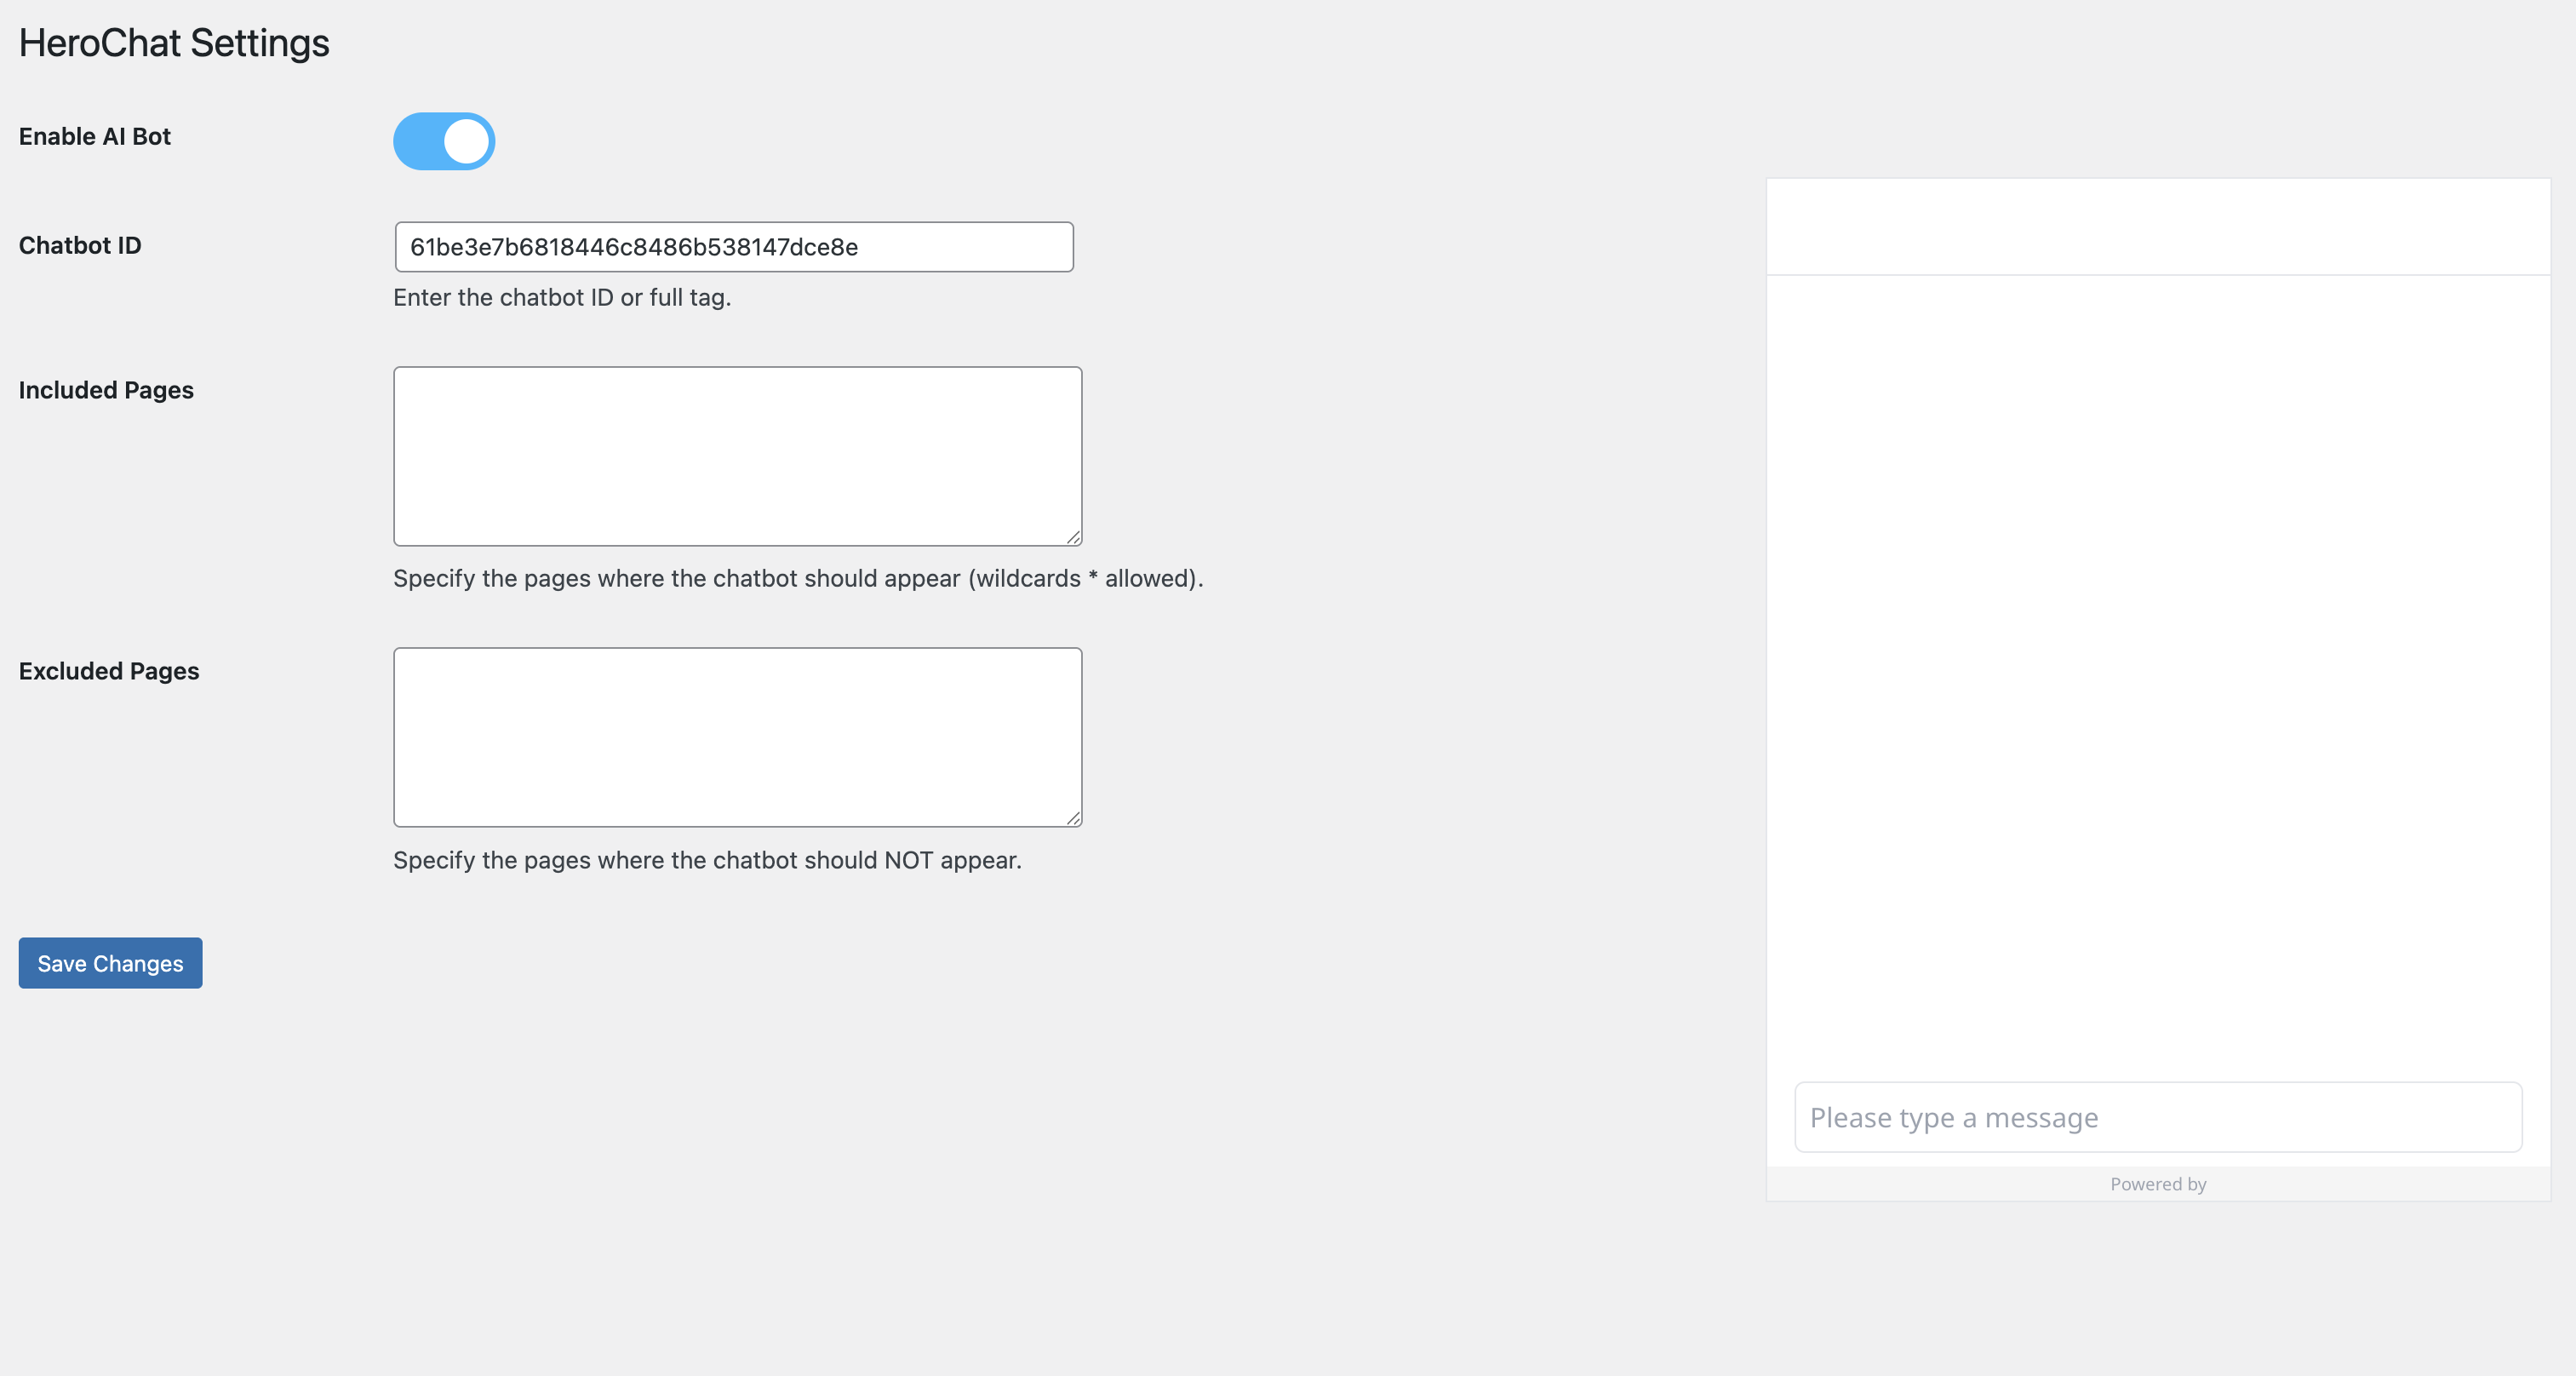 HeroChat Settings
Enable AI Bot
Chatbot ID
61be3e7b6818446c8486b538147dce8e
Enter the chatbot ID or full tag.
Included Pages
Specify the pages where the chatbot should appear (wildcards * allowed).
Excluded Pages
Specify the pages where the chatbot should NOT appear.
Save Changes
Please type a message
Powered by